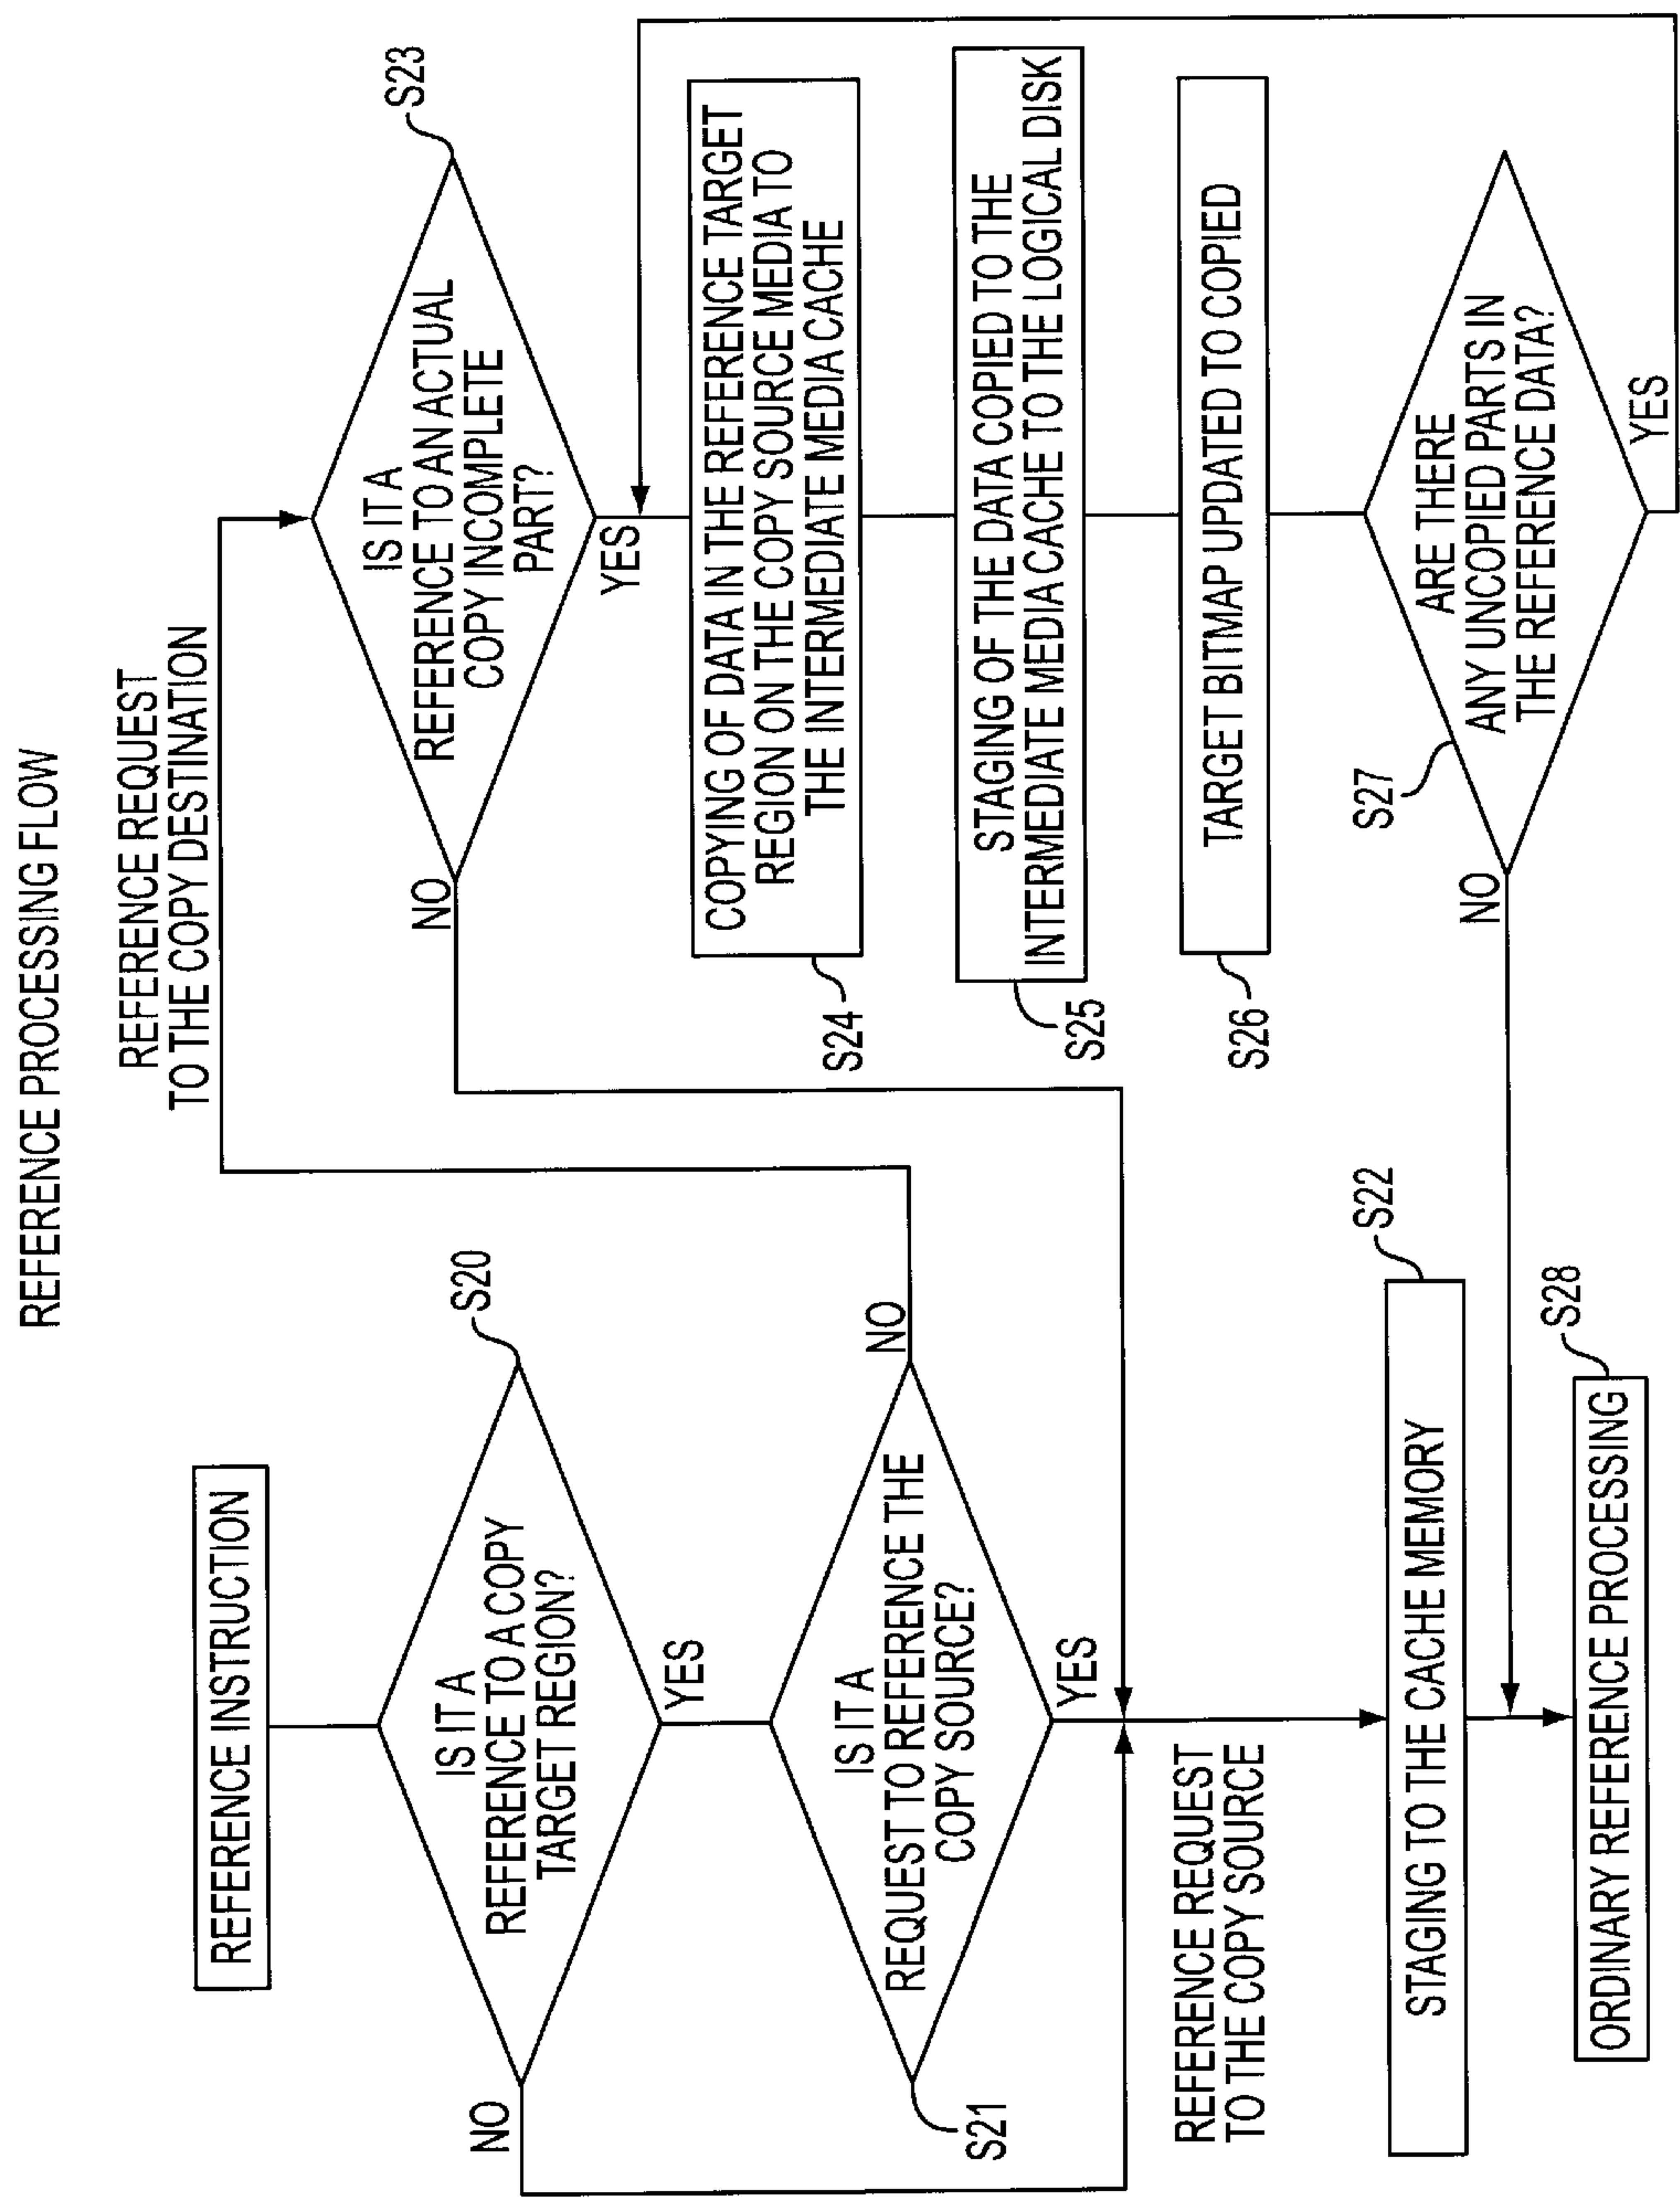 REFERENCE PROCESSING FLOW
REFERENCE INSTRUCTION
IS IT A
REFERENCE TO A COPY
TARGET REGION?
S20
NO
YES
IS IT A
REQUEST TO REFERENCE THE
COPY SOURCE?
S21
NO
YES
REFERENCE REQUEST
TO THE COPY SOURCE
STAGING TO THE CACHE MEMORY
S22
ORDINARY REFERENCE PROCESSING
S28
REFERENCE REQUEST
TO THE COPY DESTINATION
IS IT A
REFERENCE TO AN ACTUAL
COPY INCOMPLETE
PART?
S23
NO
YES
COPYING OF DATA IN THE REFERENCE TARGET
REGION ON THE COPY SOURCE MEDIA TO
THE INTERMEDIATE MEDIA CACHE
S24
STAGING OF THE DATA COPIED TO THE
INTERMEDIATE MEDIA CACHE TO THE LOGICAL DISK
S25
TARGET BITMAP UPDATED TO COPIED
S26
ARE THERE
ANY UNCOPIED PARTS IN
THE REFERENCE DATA?
S27
NO
YES